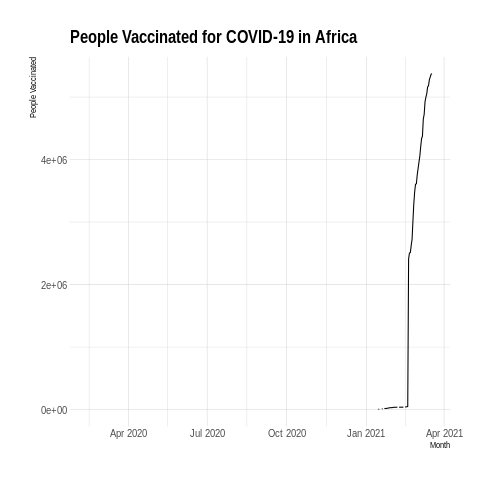 People Vaccinated for COVID-19 in Africa
People Vaccinated
4e+06
2e+06
0e+00
Apr 2020 Jul 2020 Oct 2020 Jan 2021 Apr 2021
Month